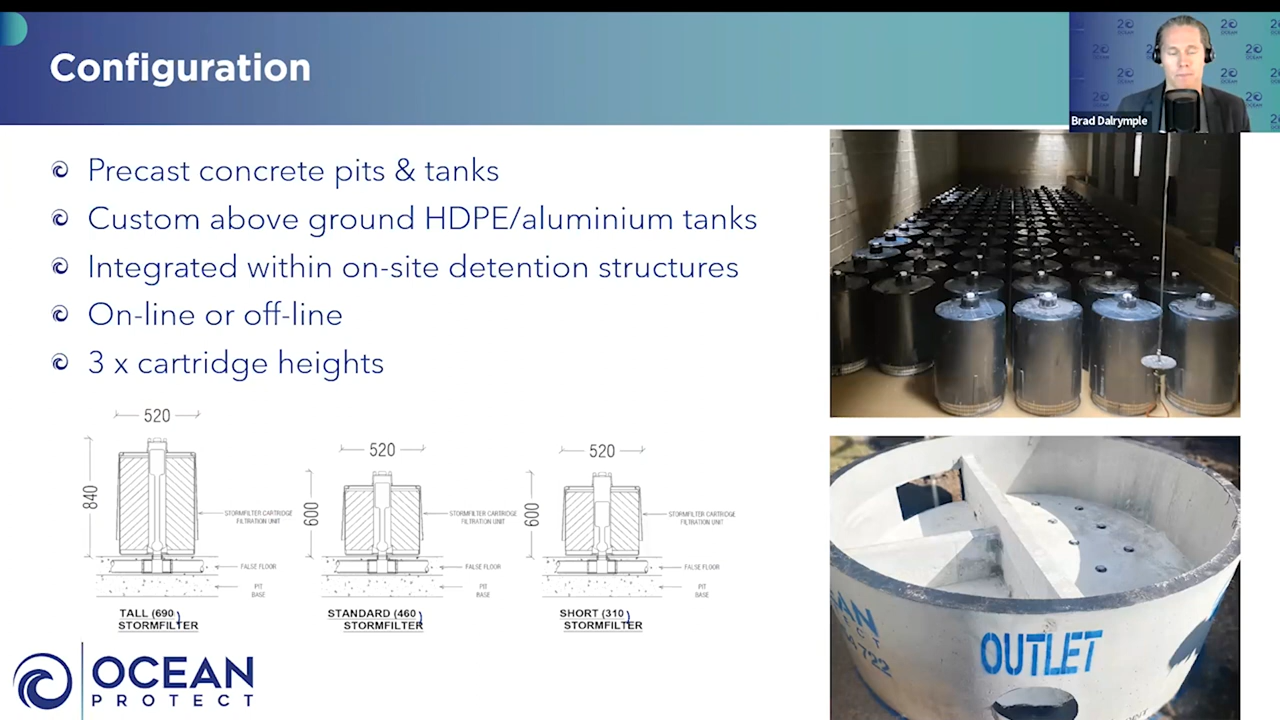 Configuration
Brad Dalrymple
Precast concrete pits & tanks
Custom above ground HDPE/aluminium tanks
Integrated within on-site detention structures
On-line or off-line
3 x cartridge heights
520
840
STORMFILTER CARTRIDGE
FILTRATION UNIT
FALSE FLOOR
PIT
BASE
TALL (690)
STORMFILTER
520
600
STORMFILTER CARTRIDGE
FILTRATION UNIT
FALSE FLOOR
PIT
BASE
STANDARD (460)
STORMFILTER
520
600
STORMFILTER CARTRIDGE
FILTRATION UNIT
FALSE FLOOR
PIT
BASE
SHORT (310)
STORMFILTER
OUTLET
OCEAN
PROTECT